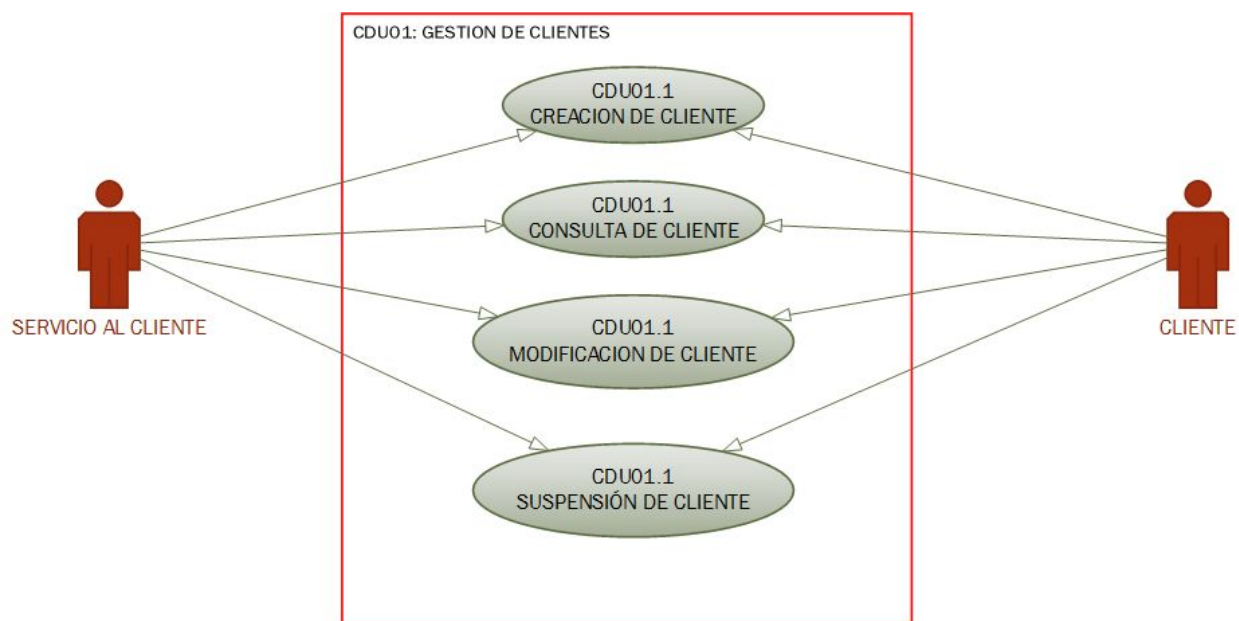 CDU01: GESTION DE CLIENTES
CDU01.1
CREACION DE CLIENTE
CDU01.1
CONSULTA DE CLIENTE
CDU01.1
MODIFICACION DE CLIENTE
CDU01.1
SUSPENSIÓN DE CLIENTE
SERVICIO AL CLIENTE
CLIENTE